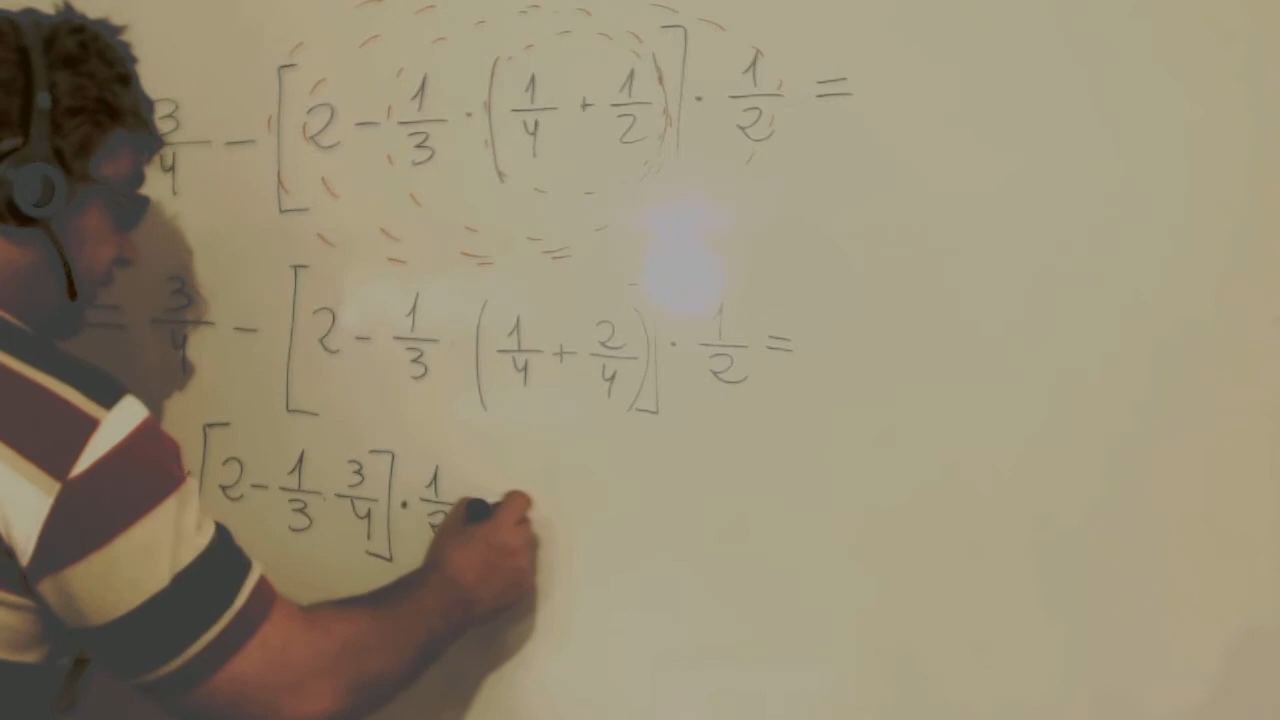 3/4 - [2 - 1/3 · (1/4 + 1/2)] · 1/2 =
= 3/4 - [2 - 1/3 (1/4 + 2/4)] · 1/2 =
[2 - 1/3 · 3/4] · 1/2